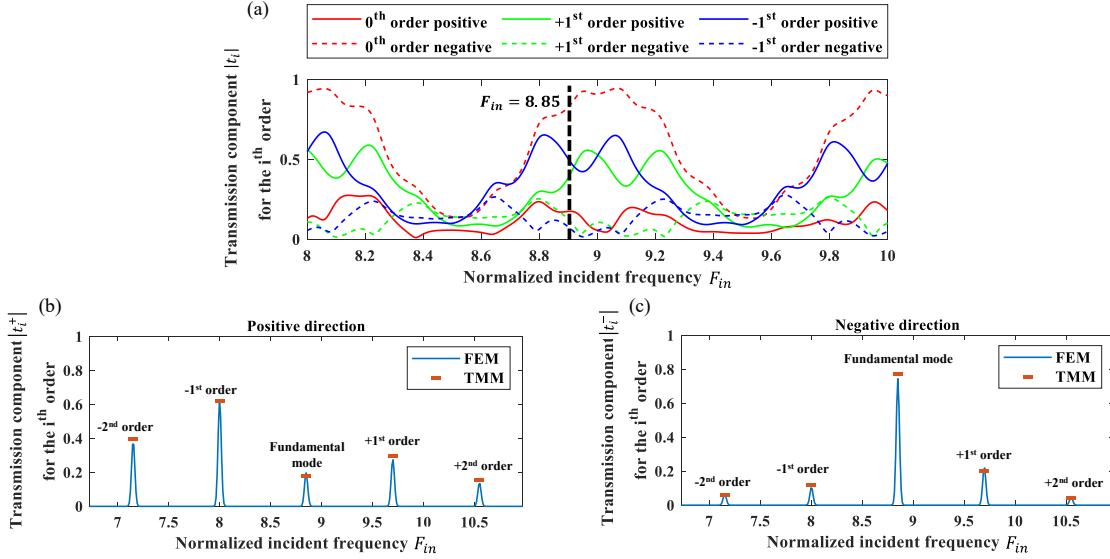 (a)
0th order positive
+1st order positive
-1st order positive
0th order negative
+1st order negative
-1st order negative
Transmission component |t_i|
for the ith order
1
0.5
0
F_in = 8.85
8 8.2 8.4 8.6 8.8 9 9.2 9.4 9.6 9.8 10
Normalized incident frequency F_in
(b)
Positive direction
Transmission component |t_i^+|
for the ith order
1
0.8
0.6
0.4
0.2
0
FEM
TMM
-2nd order
-1st order
Fundamental
mode
+1st order
+2nd order
7 7.5 8 8.5 9 9.5 10 10.5
Normalized incident frequency F_in
(c)
Negative direction
Transmission component |t_i^-|
for the ith order
1
0.8
0.6
0.4
0.2
0
Fundamental mode
FEM
TMM
-2nd order
-1st order
+1st order
+2nd order
7 7.5 8 8.5 9 9.5 10 10.5
Normalized incident frequency F_in